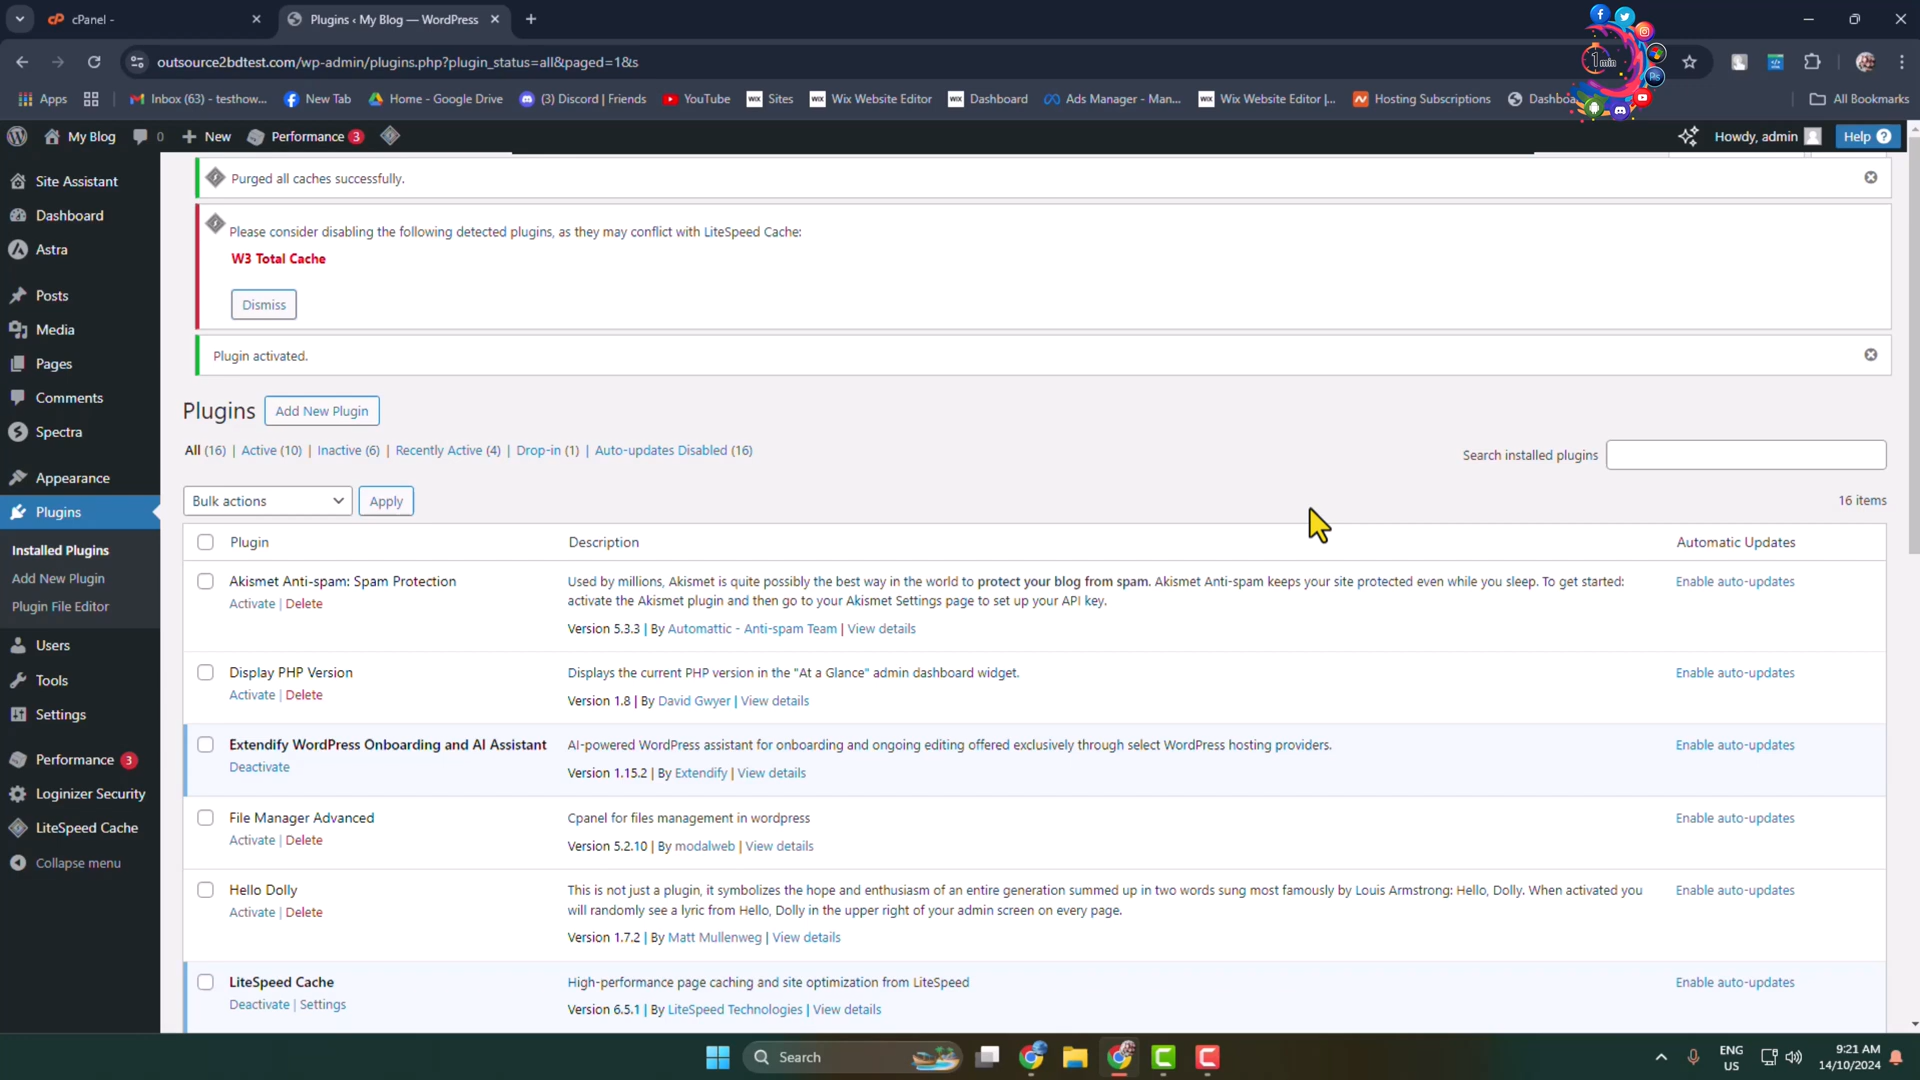 cPanel -
Plugins ‹ My Blog — WordPress
outsource2bdtest.com/wp-admin/plugins.php?plugin_status=all&paged=1&s
1min
Ps
Apps
Inbox (63) - testhow...
New Tab
Home - Google Drive
(3) Discord | Friends
YouTube
WIX Sites
WIX Wix Website Editor
WIX Dashboard
Ads Manager - Man...
WIX Wix Website Editor |...
Hosting Subscriptions
Dashboa
All Bookmarks
My Blog
0
New
Performance 3
Howdy, admin
Help ?
Site Assistant
Dashboard
Astra
Posts
Media
Pages
Comments
Spectra
Appearance
Plugins
Installed Plugins
Add New Plugin
Plugin File Editor
Users
Tools
Settings
Performance 3
Loginizer Security
LiteSpeed Cache
Collapse menu
Purged all caches successfully.
Please consider disabling the following detected plugins, as they may conflict with LiteSpeed Cache:
W3 Total Cache
Dismiss
Plugin activated.
Plugins
Add New Plugin
All (16) | Active (10) | Inactive (6) | Recently Active (4) | Drop-in (1) | Auto-updates Disabled (16)
Search installed plugins
Bulk actions
Apply
16 items
Plugin Description Automatic Updates
Akismet Anti-spam: Spam Protection
Activate | Delete
Used by millions, Akismet is quite possibly the best way in the world to protect your blog from spam. Akismet Anti-spam keeps your site protected even while you sleep. To get started:
activate the Akismet plugin and then go to your Akismet Settings page to set up your API key.
Version 5.3.3 | By Automattic - Anti-spam Team | View details
Enable auto-updates
Display PHP Version
Activate | Delete
Displays the current PHP version in the "At a Glance" admin dashboard widget.
Version 1.8 | By David Gwyer | View details
Enable auto-updates
Extendify WordPress Onboarding and AI Assistant
Deactivate
AI-powered WordPress assistant for onboarding and ongoing editing offered exclusively through select WordPress hosting providers.
Version 1.15.2 | By Extendify | View details
Enable auto-updates
File Manager Advanced
Activate | Delete
Cpanel for files management in wordpress
Version 5.2.10 | By modalweb | View details
Enable auto-updates
Hello Dolly
Activate | Delete
This is not just a plugin, it symbolizes the hope and enthusiasm of an entire generation summed up in two words sung most famously by Louis Armstrong: Hello, Dolly. When activated you
will randomly see a lyric from Hello, Dolly in the upper right of your admin screen on every page.
Version 1.7.2 | By Matt Mullenweg | View details
Enable auto-updates
LiteSpeed Cache
Deactivate | Settings
High-performance page caching and site optimization from LiteSpeed
Version 6.5.1 | By LiteSpeed Technologies | View details
Enable auto-updates
Search
ENG
US
9:21 AM
14/10/2024